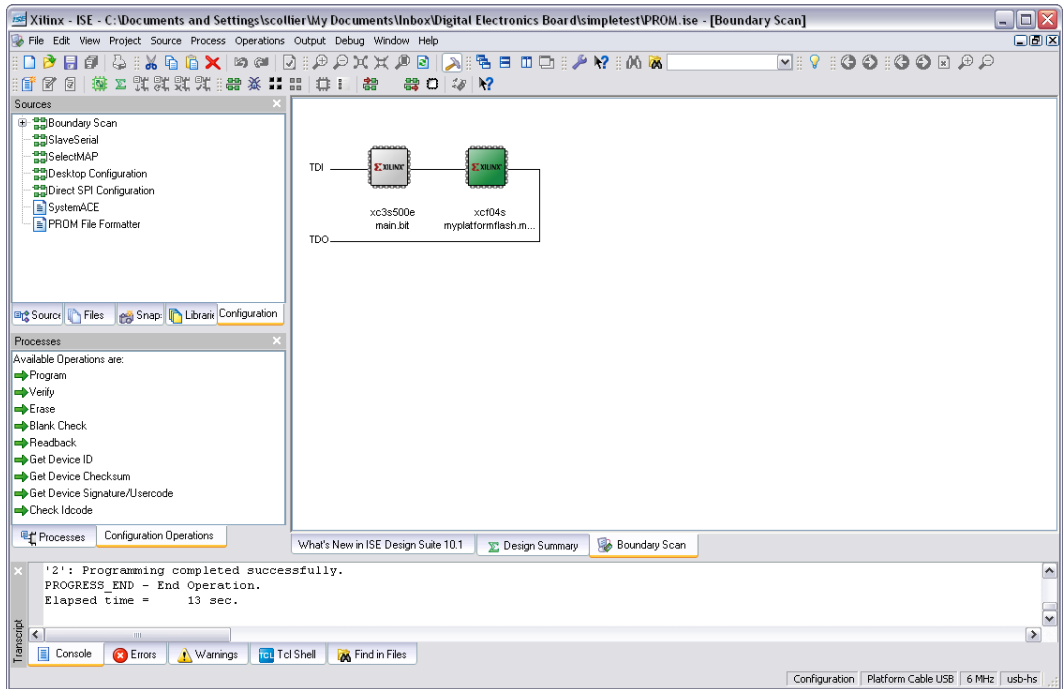 Xilinx - ISE - C:\Documents and Settings\scollier\My Documents\Inbox\Digital Electronics Board\simpletest\PROM.ise - [Boundary Scan]
File Edit View Project Source Process Operations Output Debug Window Help
Sources
Boundary Scan
SlaveSerial
SelectMAP
Desktop Configuration
Direct SPI Configuration
SystemACE
PROM File Formatter
Source Files Snap: Librarie Configuration
Processes
Available Operations are:
Program
Verify
Erase
Blank Check
Readback
Get Device ID
Get Device Checksum
Get Device Signature/Usercode
Check Idcode
Processes Configuration Operations
TDI
XILINX XILINX
xc3s500e xcf04s
main.bit myplatformflash.m...
TDO
What's New in ISE Design Suite 10.1 Design Summary Boundary Scan
'2': Programming completed successfully.
PROGRESS_END - End Operation.
Elapsed time = 13 sec.
Transcript
Console Errors Warnings Tcl Shell Find in Files
Configuration Platform Cable USB 6 MHz usb-hs